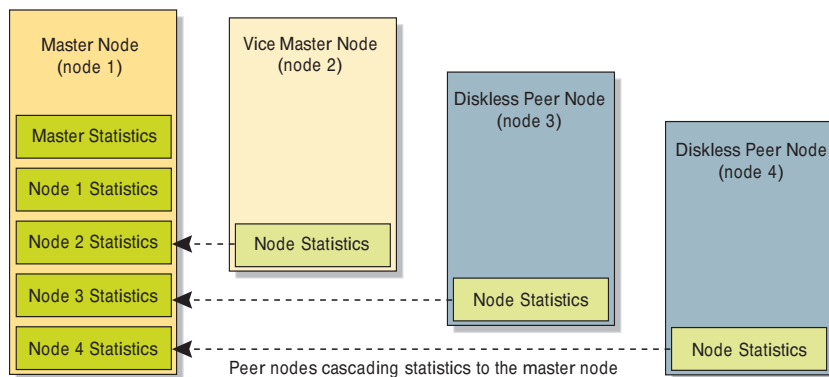 Master Node
(node 1)
Master Statistics
Node 1 Statistics
Node 2 Statistics
Node 3 Statistics
Node 4 Statistics
Vice Master Node
(node 2)
Node Statistics
Diskless Peer Node
(node 3)
Node Statistics
Diskless Peer Node
(node 4)
Node Statistics
Peer nodes cascading statistics to the master node